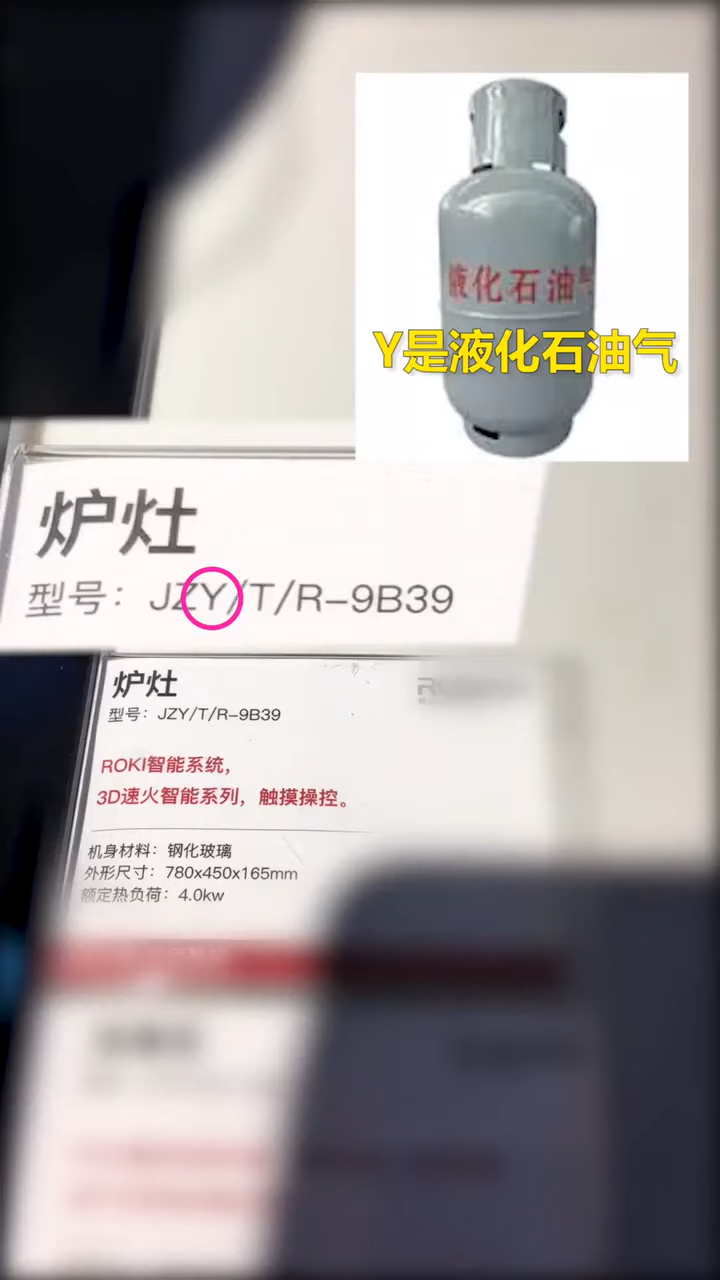 液化石油气
Y是液化石油气
炉灶
型号：JZY/T/R-9B39
炉灶
型号：JZY/T/R-9B39
ROKI智能系统，
3D速火智能系列，触摸操控。
机身材料：钢化玻璃
外形尺寸：780x450x165mm
额定热负荷：4.0kw